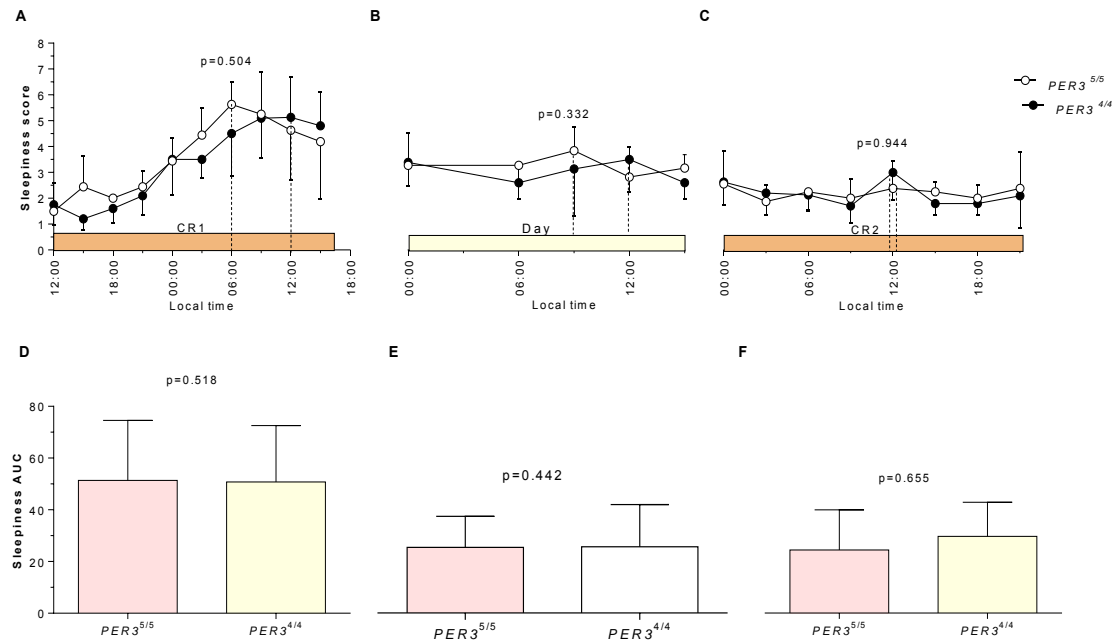 A
B
C
p=0.504
p=0.332
p=0.944
PER3 5/5
PER3 4/4
Sleepiness score
8
7
6
5
4
3
2
1
0
CR1
Day
CR2
12:00
18:00
00:00
06:00
12:00
18:00
00:00
06:00
12:00
00:00
06:00
12:00
18:00
Local time
Local time
Local time
D
E
F
p=0.518
p=0.442
p=0.655
Sleepiness AUC
80
60
40
20
0
PER3 5/5
PER3 4/4
PER3 5/5
PER3 4/4
PER3 5/5
PER3 4/4